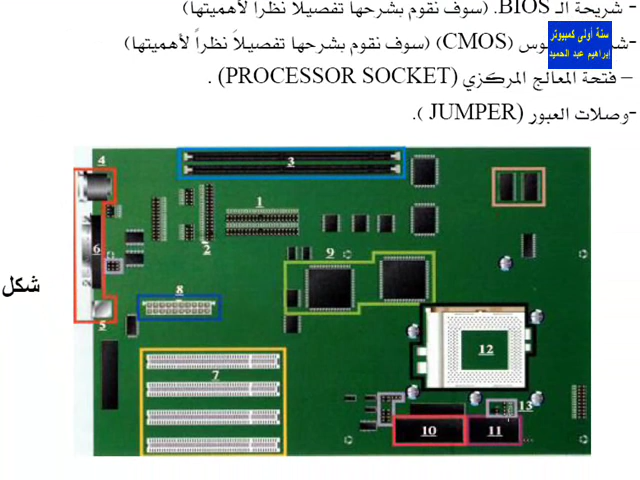 - شريحة الـ BIOS. (سوف نقوم بشرحها تفصيلاً نظراً لأهميتها)
(CMOS) (سوف نقوم بشرحها تفصيلاَ نظراً لأهميتها)
– فتحة المعالج المركزي (PROCESSOR SOCKET) .
-وصلات العبور (JUMPER ).
سنة أولى كمبيوتر
إبراهيم عبد الحميد
شكل
4
3
1
2
6
9
8
5
12
7
13
10
11